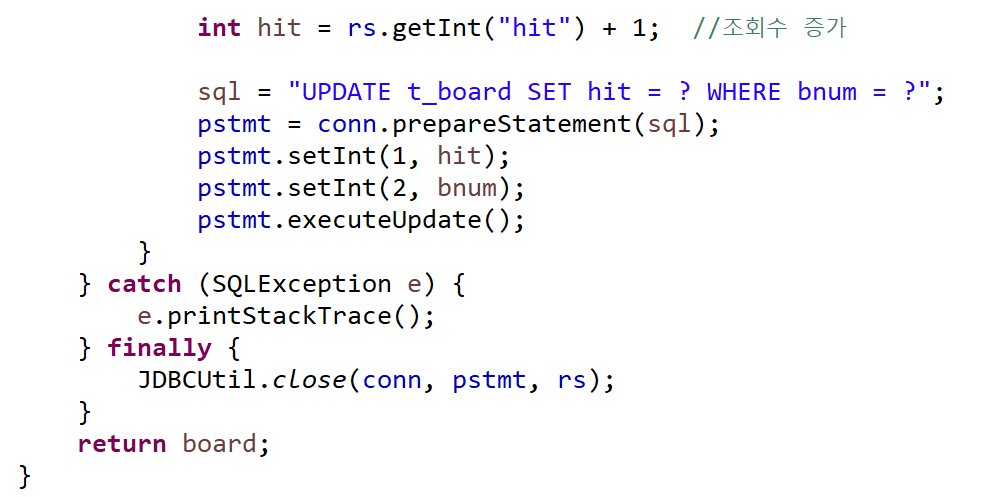 int hit = rs.getInt("hit") + 1;  //조회수 증가
sql = "UPDATE t_board SET hit = ? WHERE bnum = ?";
pstmt = conn.prepareStatement(sql);
pstmt.setInt(1, hit);
pstmt.setInt(2, bnum);
pstmt.executeUpdate();
}
} catch (SQLException e) {
e.printStackTrace();
} finally {
JDBCUtil.close(conn, pstmt, rs);
}
return board;
}